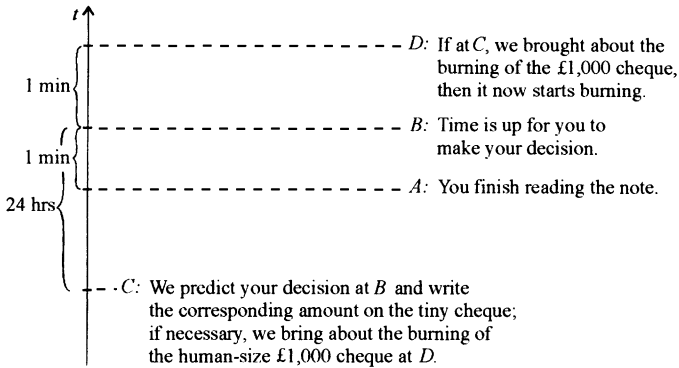 t
D: If at C, we brought about the
burning of the £1,000 cheque,
then it now starts burning.
1 min
B: Time is up for you to
make your decision.
1 min
A: You finish reading the note.
24 hrs
C: We predict your decision at B and write
the corresponding amount on the tiny cheque;
if necessary, we bring about the burning of
the human-size £1,000 cheque at D.